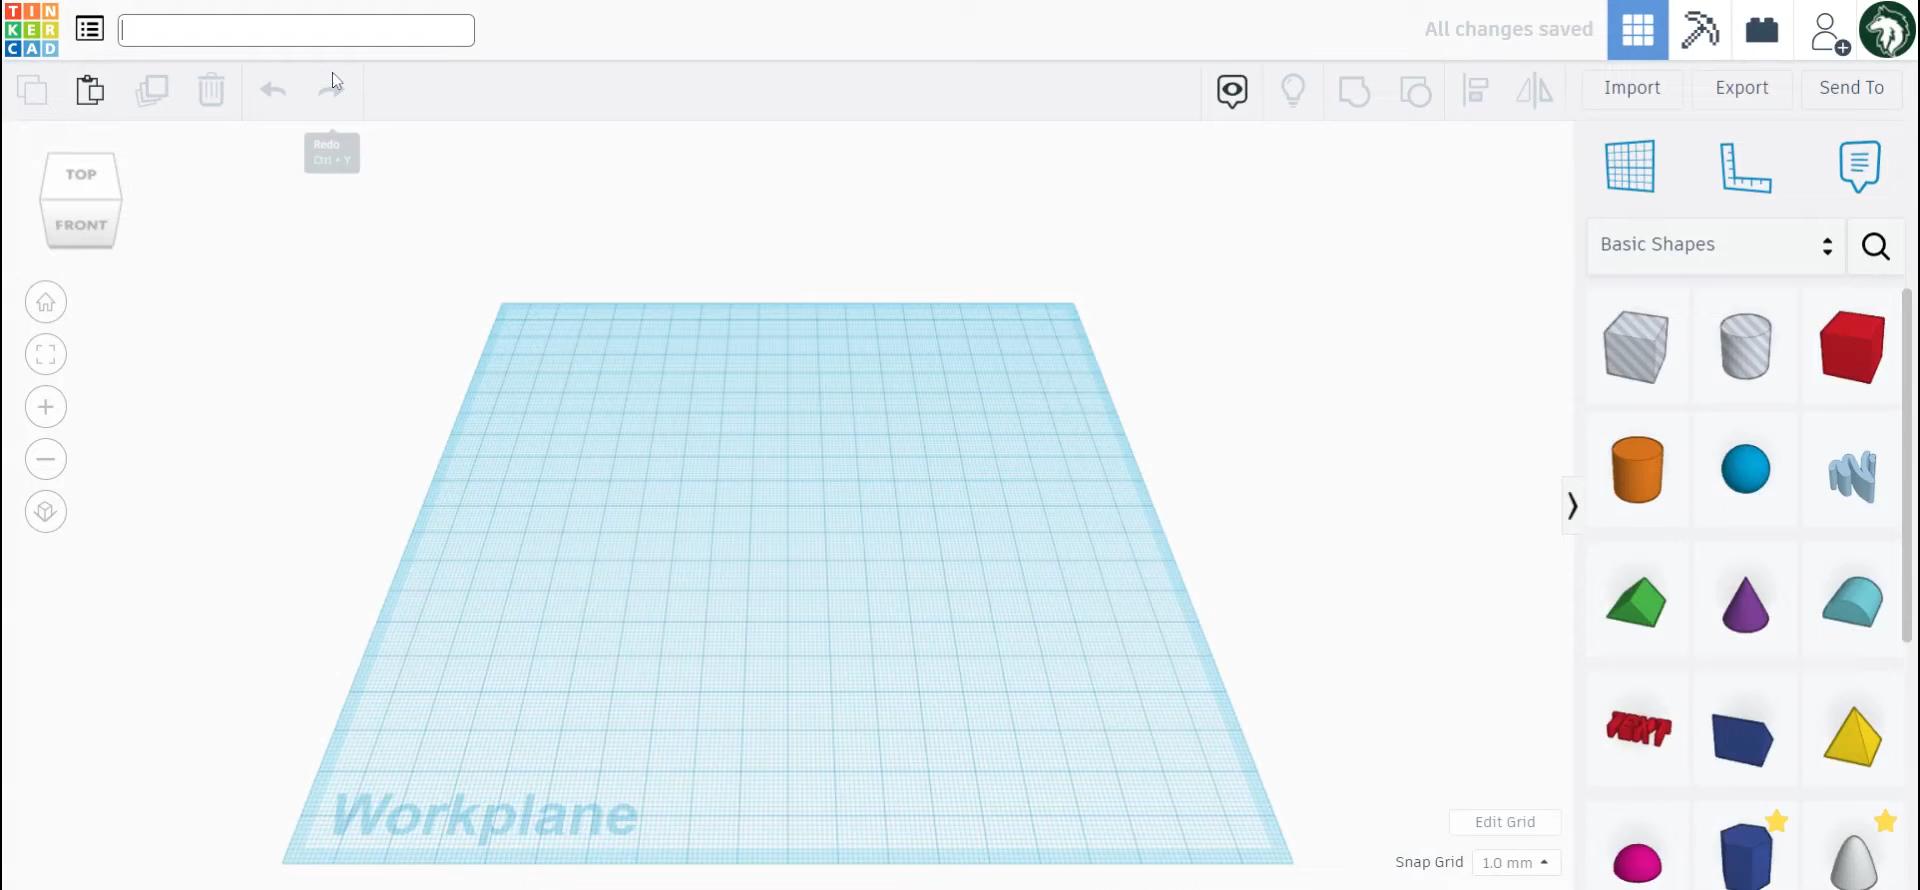 TIN
KER
CAD
All changes saved
Import
Export
Send To
Redo
Ctrl + Y
TOP
FRONT
Basic Shapes
TEXT
Workplane
Edit Grid
Snap Grid
1.0 mm